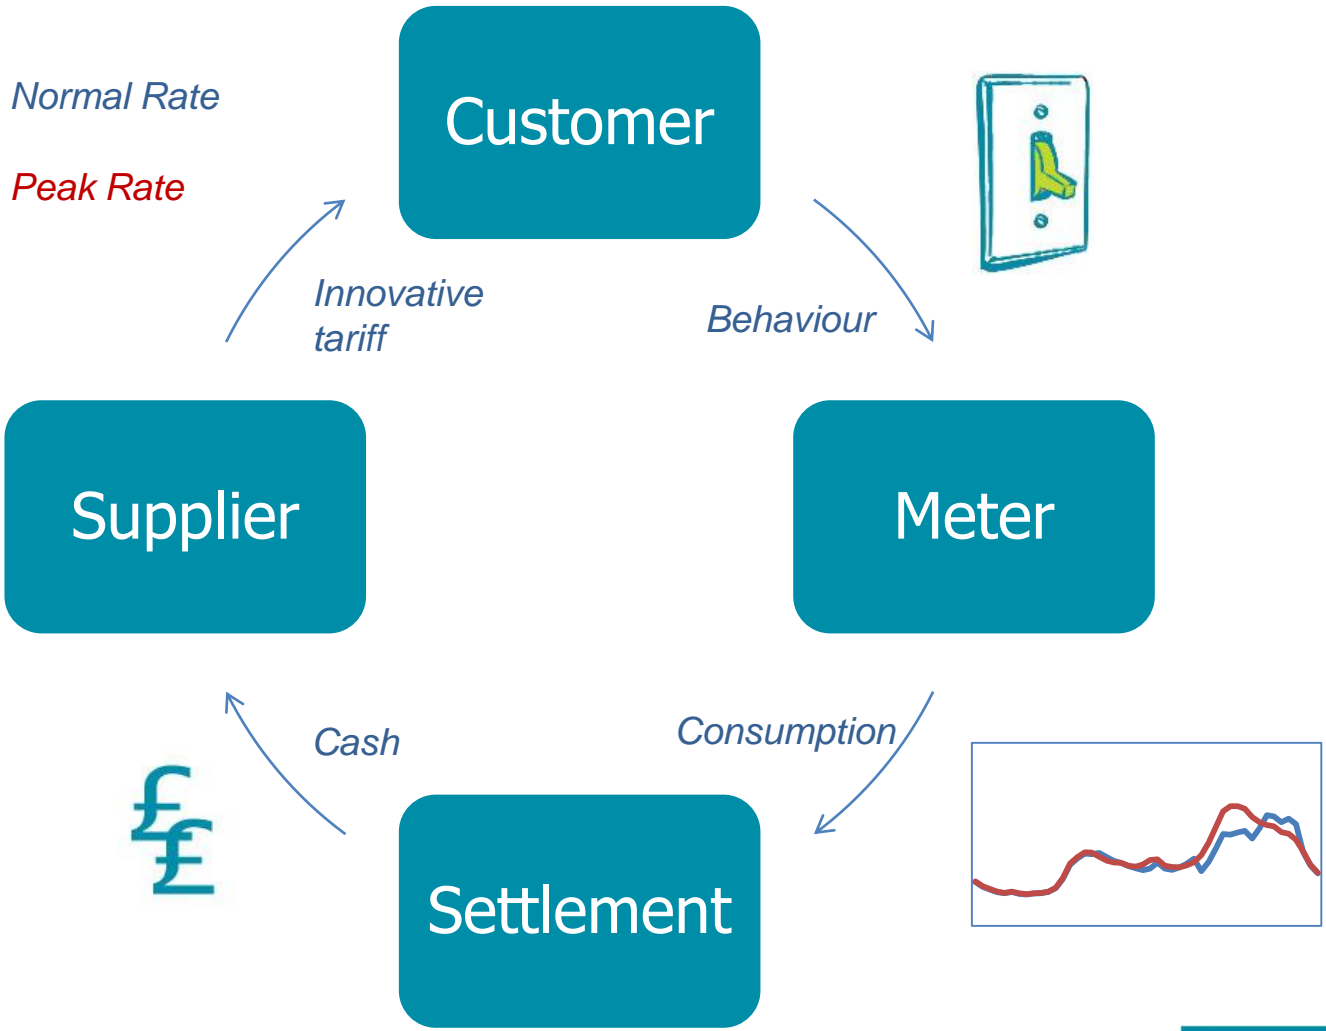 Customer
Normal Rate
Peak Rate
Innovative
tariff
Behaviour
Supplier
Meter
Cash
Consumption
££
Settlement